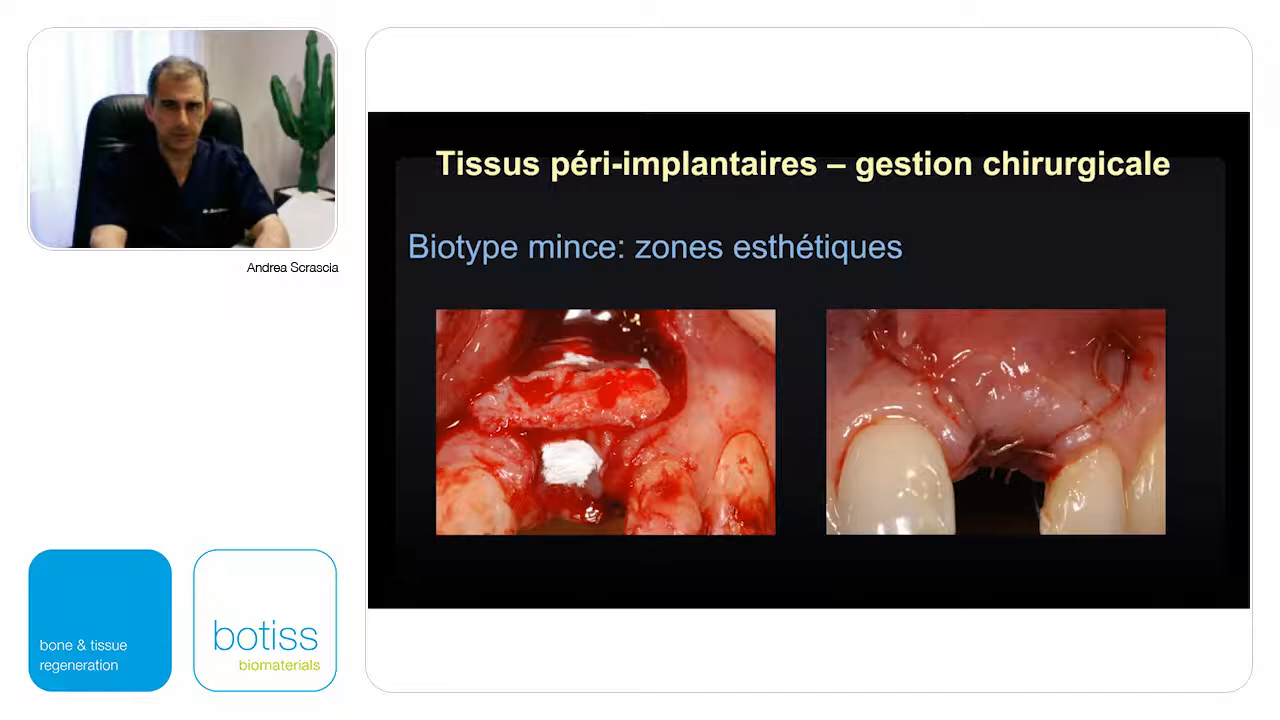 Andrea Scrascia
Tissus péri-implantaires – gestion chirurgicale
Biotype mince: zones esthétiques
bone & tissue
regeneration
botiss
biomaterials